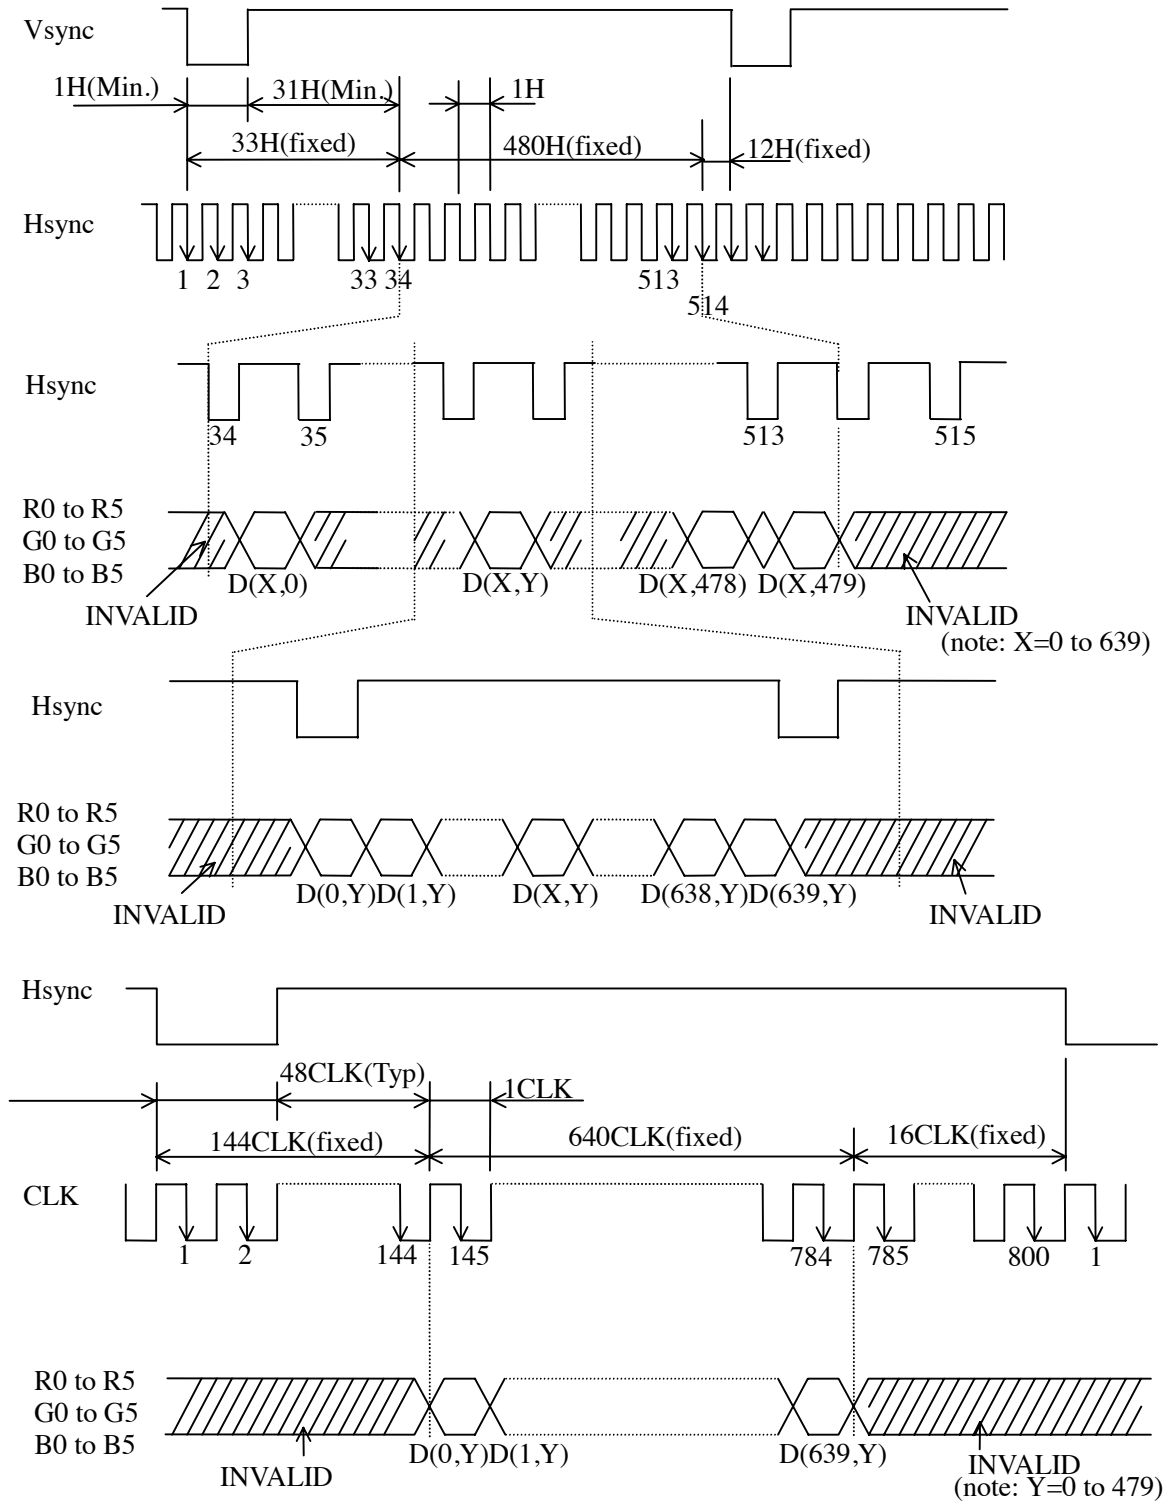 Vsync
1H(Min.)
31H(Min.)
1H
33H(fixed)
480H(fixed)
12H(fixed)
Hsync
1 2 3 33 34 513
514
Hsync
34 35 513 515
R0 to R5
G0 to G5
B0 to B5
D(X,0) D(X,Y) D(X,478) D(X,479)
INVALID INVALID
(note: X=0 to 639)
Hsync
R0 to R5
G0 to G5
B0 to B5
D(0,Y)D(1,Y) D(X,Y) D(638,Y)D(639,Y)
INVALID INVALID
Hsync
48CLK(Typ)
1CLK
144CLK(fixed)
640CLK(fixed)
16CLK(fixed)
CLK
1 2 144 145 784 785 800 1
R0 to R5
G0 to G5
B0 to B5
D(0,Y)D(1,Y) D(639,Y)
INVALID INVALID
(note: Y=0 to 479)